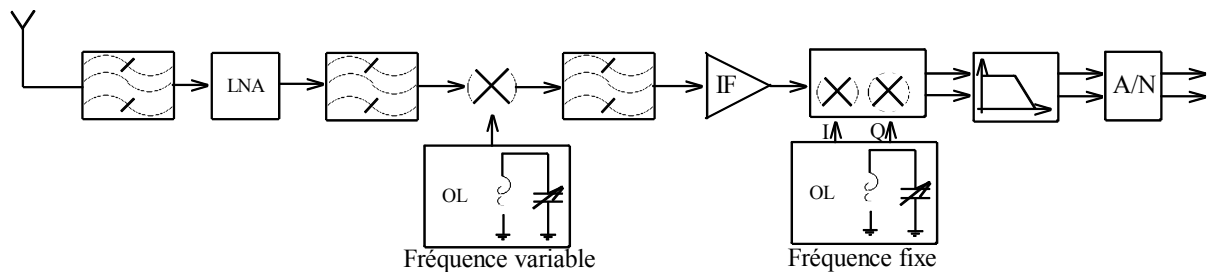 LNA
IF
A/N
I
Q
OL
OL
Fréquence variable
Fréquence fixe